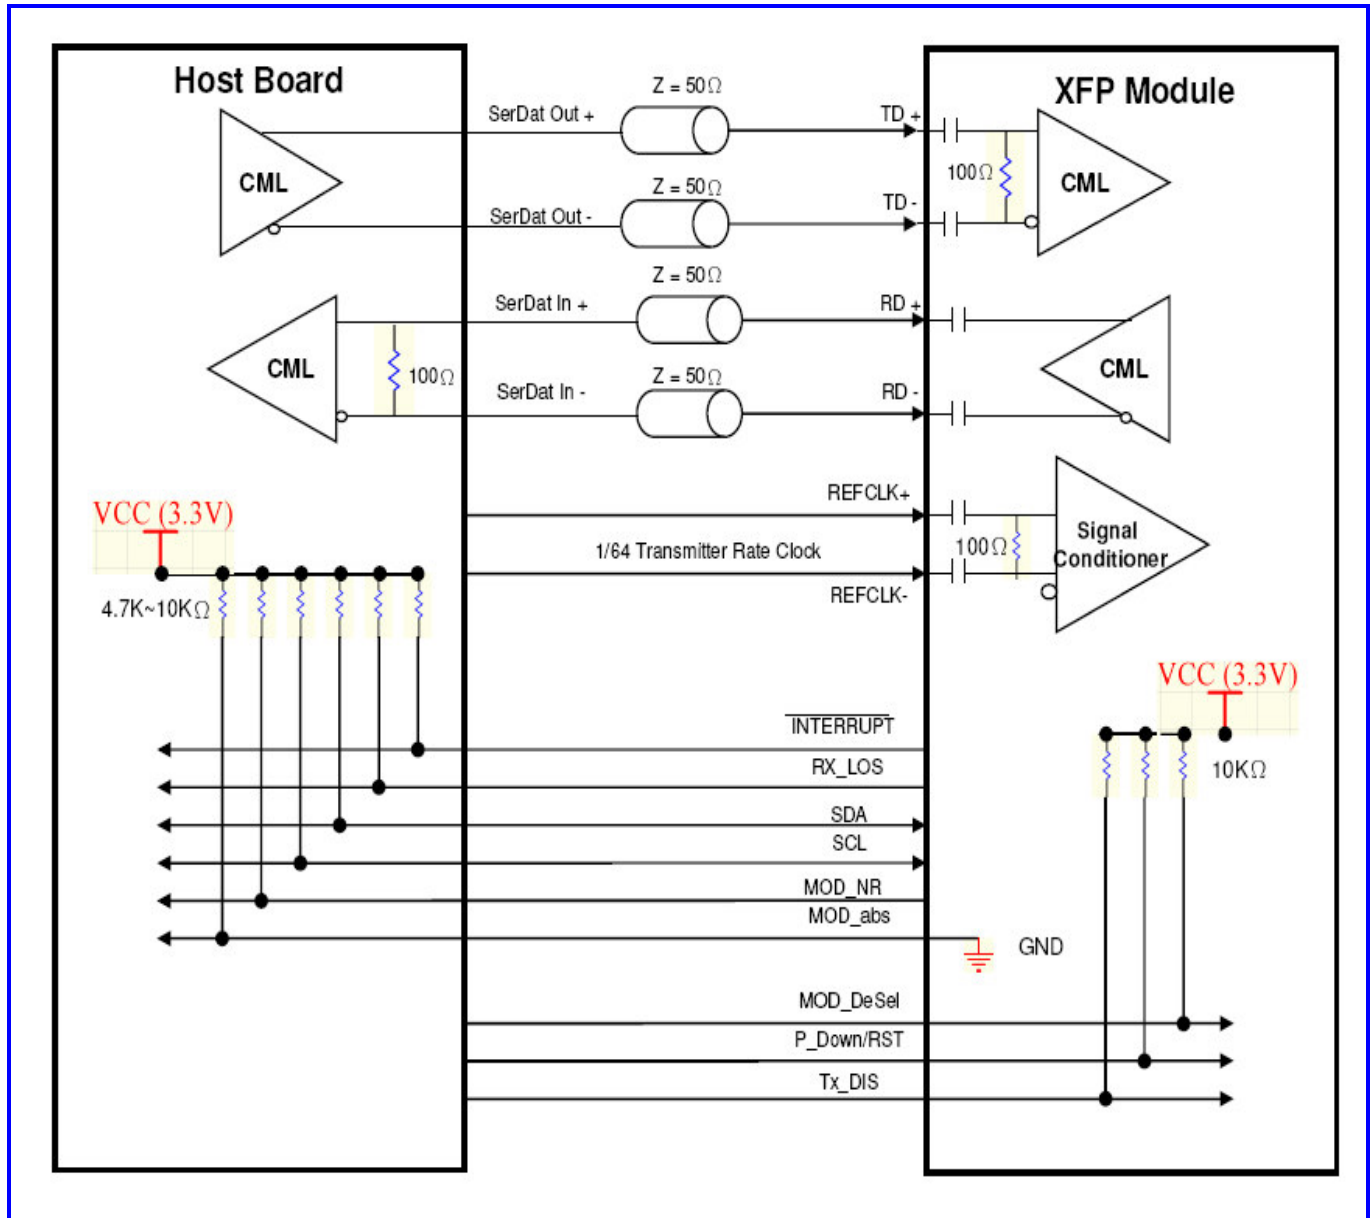 Host Board
XFP Module
Z = 50Ω
SerDat Out +
TD +
CML
100Ω
CML
Z = 50Ω
SerDat Out -
TD -
Z = 50Ω
SerDat In +
RD +
CML
100Ω
CML
Z = 50Ω
SerDat In -
RD -
REFCLK+
VCC (3.3V)
Signal
Conditioner
100Ω
1/64 Transmitter Rate Clock
REFCLK-
4.7K~10KΩ
VCC (3.3V)
10KΩ
INTERRUPT
RX_LOS
SDA
SCL
MOD_NR
MOD_abs
GND
MOD_DeSel
P_Down/RST
Tx_DIS